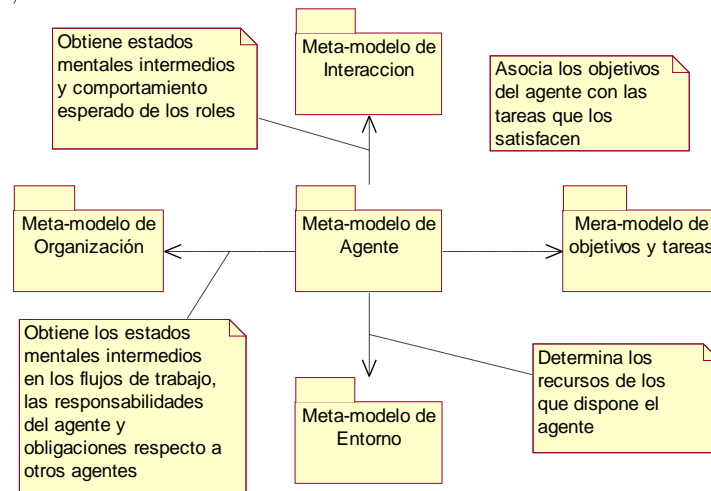 Obtiene estados
mentales intermedios
y comportamiento
esperado de los roles
Meta-modelo de
Interaccion
Asocia los objetivos
del agente con las
tareas que los
satisfacen
Meta-modelo de
Organización
Meta-modelo de
Agente
Mera-modelo de
objetivos y tareas
Obtiene los estados
mentales intermedios
en los flujos de trabajo,
las responsabilidades
del agente y
obligaciones respecto a
otros agentes
Meta-modelo de
Entorno
Determina los
recursos de los
que dispone el
agente